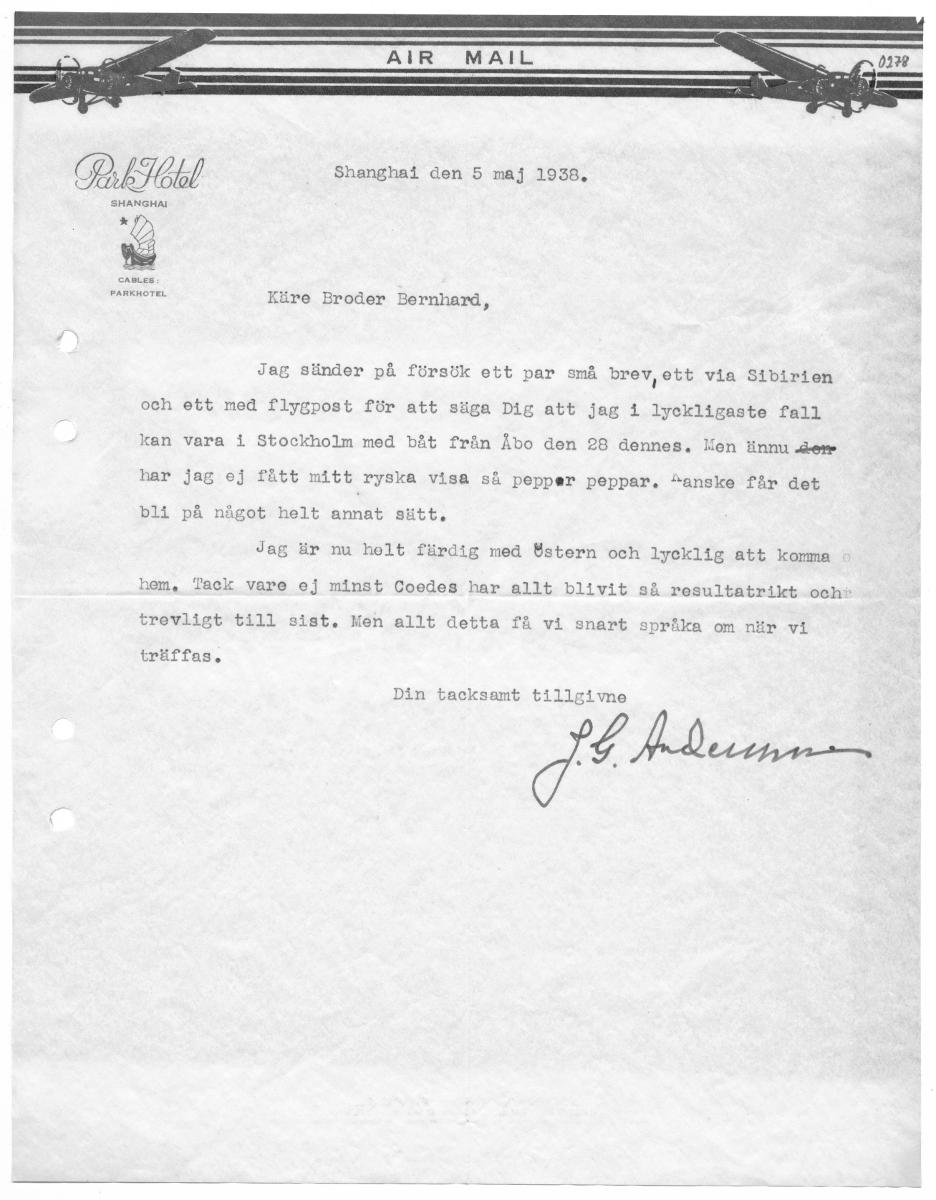 AIR MAIL
0278
Park Hotel
SHANGHAI
CABLES:
PARKHOTEL
Shanghai den 5 maj 1938.
Käre Broder Bernhard,
Jag sänder på försök ett par små brev, ett via Sibirien
och ett med flygpost för att säga Dig att jag i lyckligaste fall
kan vara i Stockholm med båt från Åbo den 28 dennes. Men ännu den
har jag ej fått mitt ryska visa så pepper peppar. Kanske får det
bli på något helt annat sätt.
Jag är nu helt färdig med Östern och lycklig att komma
hem. Tack vare ej minst Coedes har allt blivit så resultatrikt och
trevligt till sist. Men allt detta få vi snart språka om när vi
träffas.
Din tacksamt tillgivne
J.G. Andersson